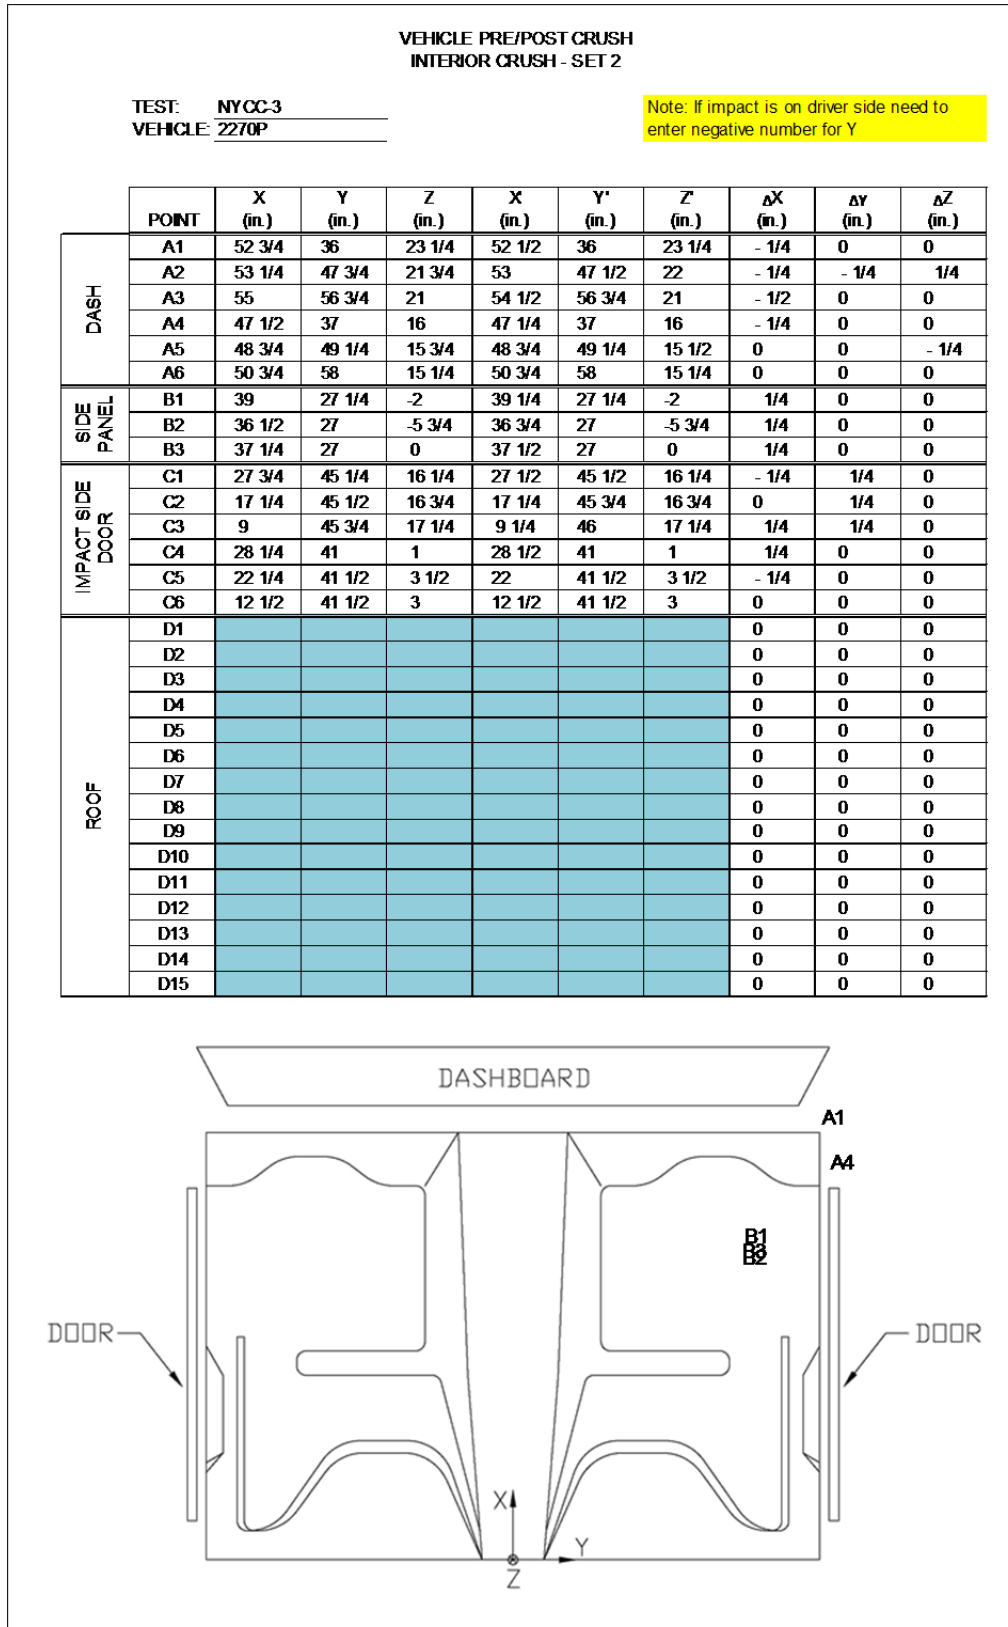 VEHICLE PRE/POST CRUSH
INTERIOR CRUSH - SET 2
TEST: NYCC-3
VEHICLE: 2270P
Note: If impact is on driver side need to
enter negative number for Y
POINT X (in.) Y (in.) Z (in.) X' (in.) Y' (in.) Z' (in.) ΔX (in.) ΔY (in.) ΔZ (in.)
DASH
A1 52 3/4 36 23 1/4 52 1/2 36 23 1/4 - 1/4 0 0
A2 53 1/4 47 3/4 21 3/4 53 47 1/2 22 - 1/4 - 1/4 1/4
A3 55 56 3/4 21 54 1/2 56 3/4 21 - 1/2 0 0
A4 47 1/2 37 16 47 1/4 37 16 - 1/4 0 0
A5 48 3/4 49 1/4 15 3/4 48 3/4 49 1/4 15 1/2 0 0 - 1/4
A6 50 3/4 58 15 1/4 50 3/4 58 15 1/4 0 0 0
SIDE PANEL
B1 39 27 1/4 -2 39 1/4 27 1/4 -2 1/4 0 0
B2 36 1/2 27 -5 3/4 36 3/4 27 -5 3/4 1/4 0 0
B3 37 1/4 27 0 37 1/2 27 0 1/4 0 0
IMPACT SIDE DOOR
C1 27 3/4 45 1/4 16 1/4 27 1/2 45 1/2 16 1/4 - 1/4 1/4 0
C2 17 1/4 45 1/2 16 3/4 17 1/4 45 3/4 16 3/4 0 1/4 0
C3 9 45 3/4 17 1/4 9 1/4 46 17 1/4 1/4 1/4 0
C4 28 1/4 41 1 28 1/2 41 1 1/4 0 0
C5 22 1/4 41 1/2 3 1/2 22 41 1/2 3 1/2 - 1/4 0 0
C6 12 1/2 41 1/2 3 12 1/2 41 1/2 3 0 0 0
ROOF
D1 0 0 0
D2 0 0 0
D3 0 0 0
D4 0 0 0
D5 0 0 0
D6 0 0 0
D7 0 0 0
D8 0 0 0
D9 0 0 0
D10 0 0 0
D11 0 0 0
D12 0 0 0
D13 0 0 0
D14 0 0 0
D15 0 0 0
DASHBOARD
A1
A4
B1
B3
B2
DOOR
DOOR
X
Y
Z